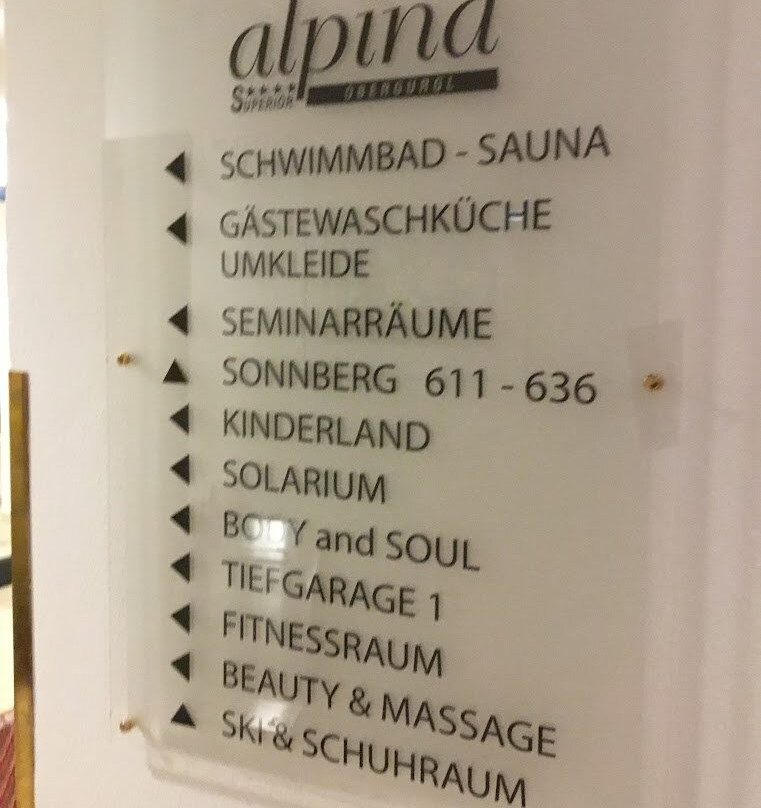 alpina
SUPERIOR OBERGURGL
SCHWIMMBAD - SAUNA
GÄSTEWASCHKÜCHE
UMKLEIDE
SEMINARRÄUME
SONNBERG 611 - 636
KINDERLAND
SOLARIUM
BODY and SOUL
TIEFGARAGE 1
FITNESSRAUM
BEAUTY & MASSAGE
SKI & SCHUHRAUM